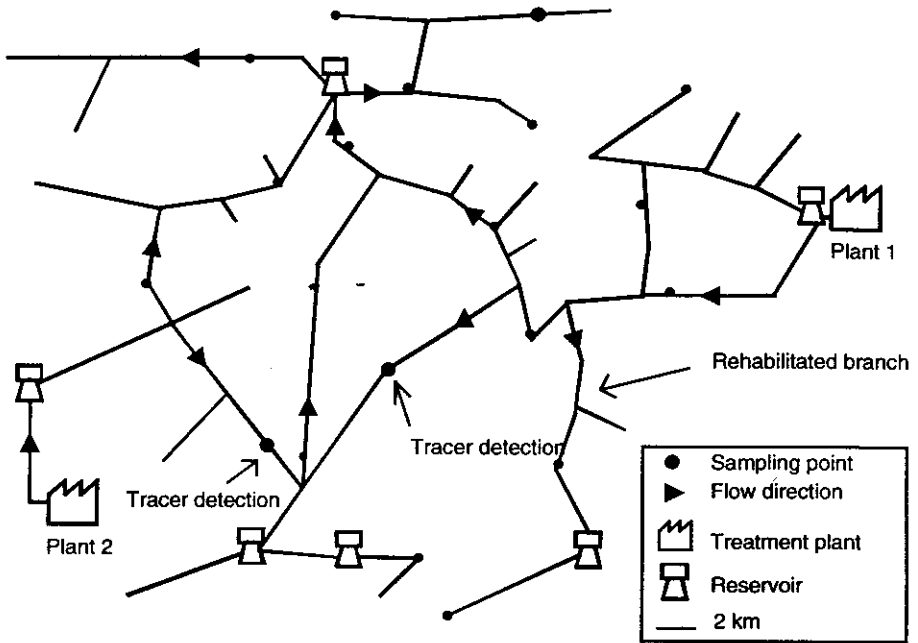 Plant 1
Rehabilitated branch
Tracer detection
Tracer detection
Plant 2
Sampling point
Flow direction
Treatment plant
Reservoir
2 km